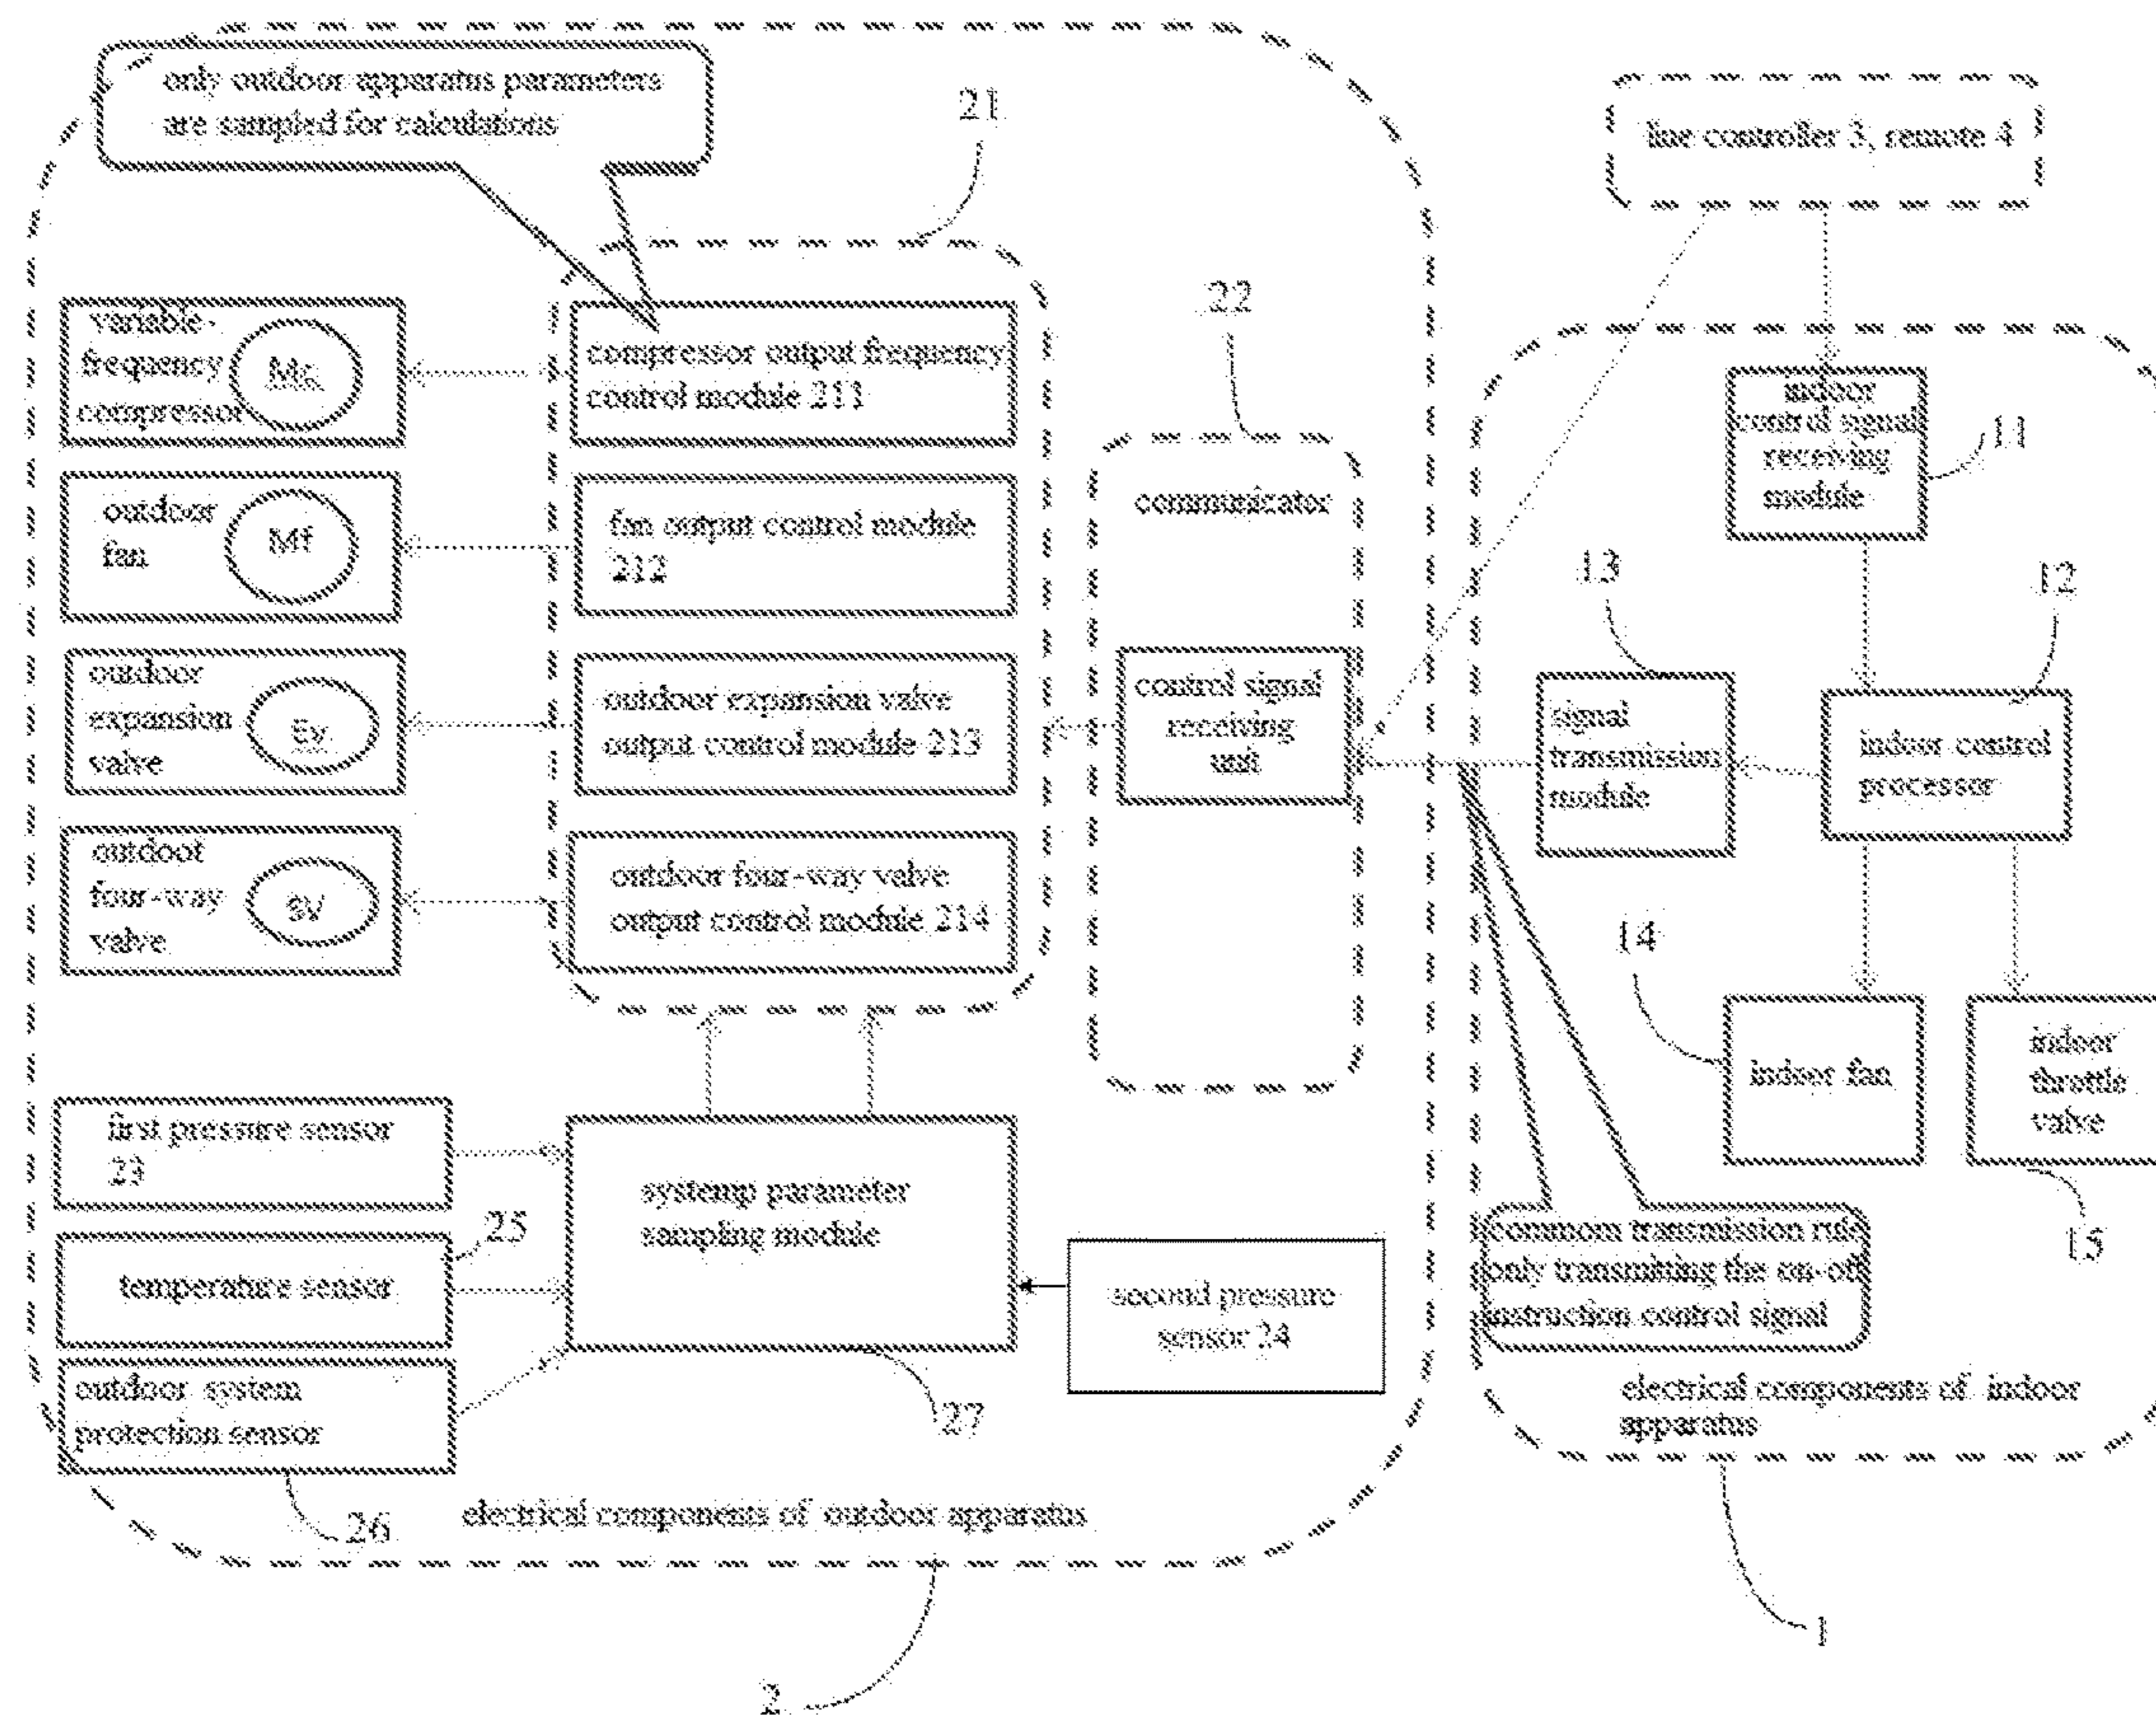 only outdoor apparatus parameters
are sampled for calculations
21
line controller 3, remote 4
22
variable-
frequency
compressor
Mc
compressor output frequency
control module 211
indoor
control signal
receiving
module
11
outdoor
fan
Mf
fan output control module
212
communicator
13
12
outdoor
expansion
valve
Ev
outdoor expansion valve
output control module 213
control signal
receiving
unit
signal
transmission
module
indoor control
processor
outdoot
four-way
valve
SV
outdoor four-way valve
output control module 214
14
indoor fan
indoor
throttle
valve
15
first pressure sensor
23
25
temperature sensor
systemp parameter
sampling module
second pressure
sensor 24
commom transmission rule
only transmitting the on-off
instruction control signal
outdoor system
protection sensor
27
electrical components of indoor
apparatus
26
electrical components of outdoor apparatus
1
2